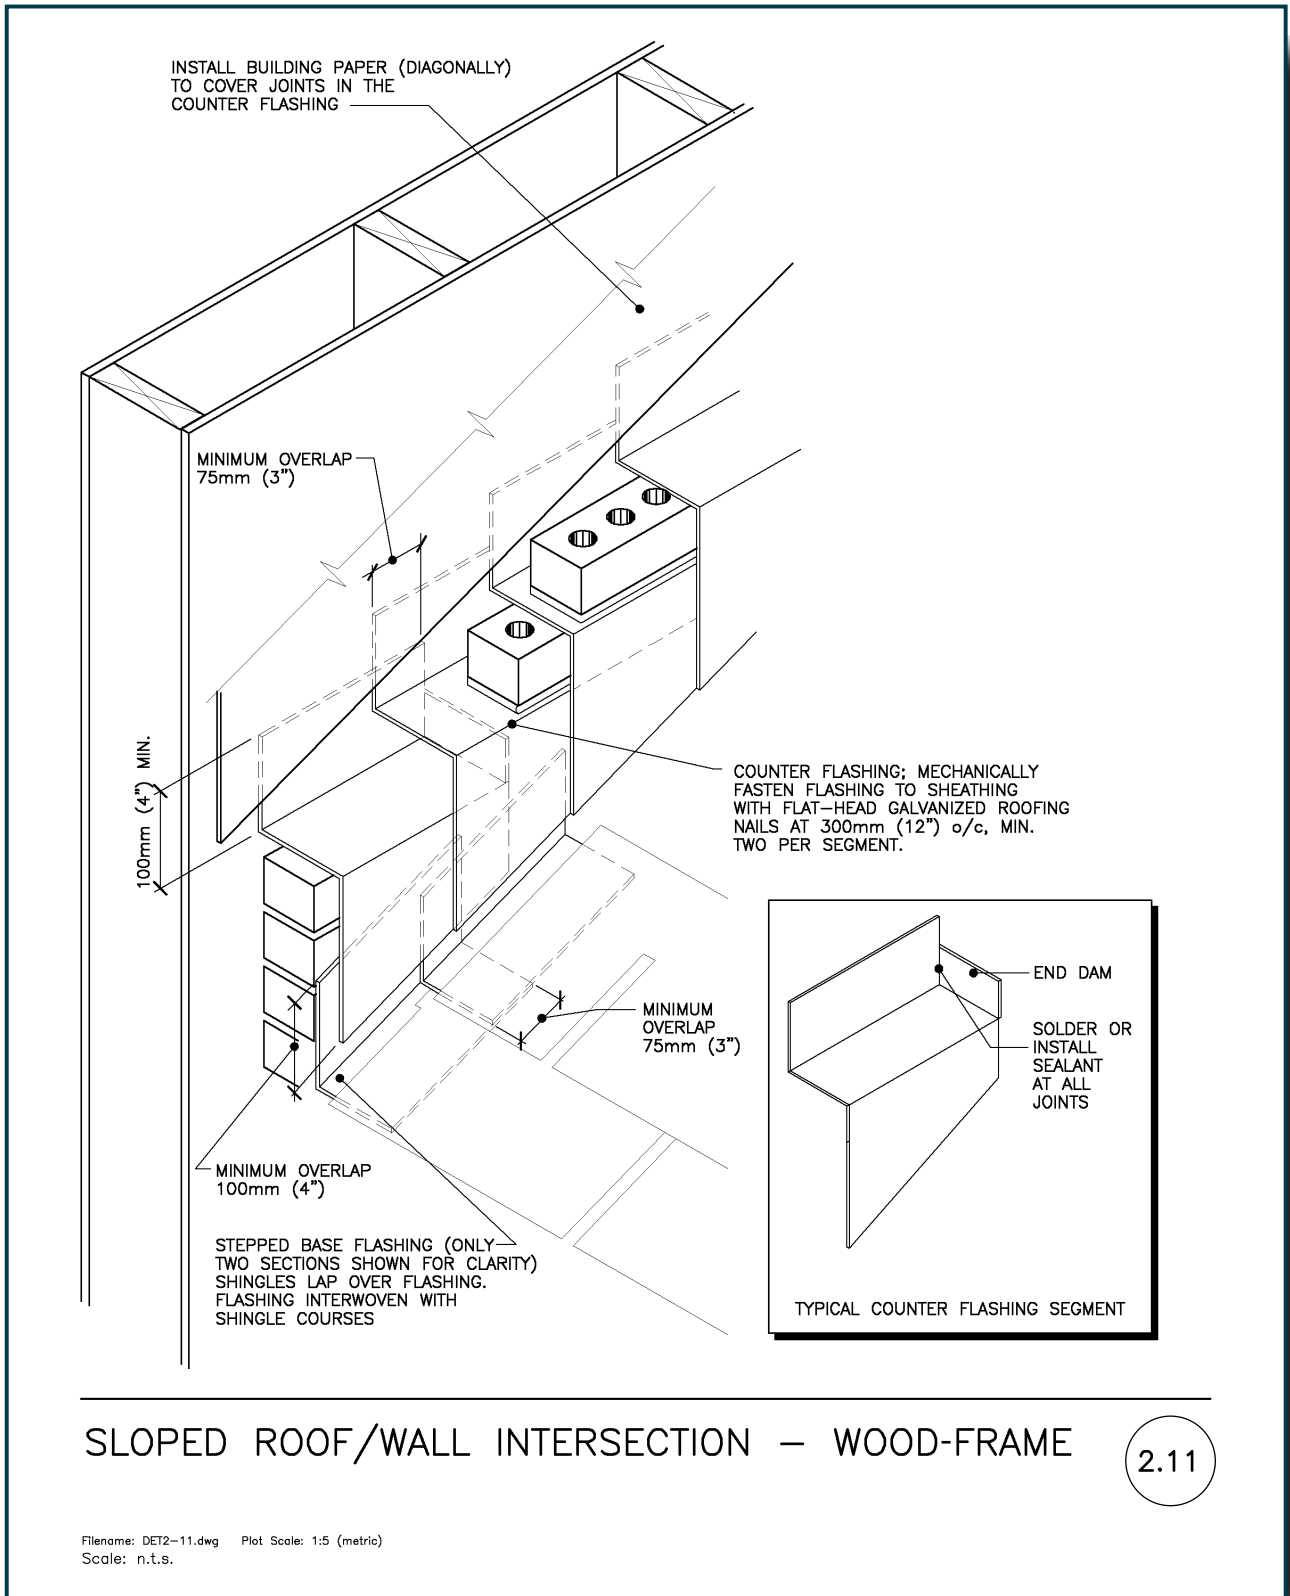 INSTALL BUILDING PAPER (DIAGONALLY)
TO COVER JOINTS IN THE
COUNTER FLASHING
MINIMUM OVERLAP
75mm (3”)
100mm (4”) MIN.
COUNTER FLASHING; MECHANICALLY
FASTEN FLASHING TO SHEATHING
WITH FLAT–HEAD GALVANIZED ROOFING
NAILS AT 300mm (12”) o/c, MIN.
TWO PER SEGMENT.
END DAM
SOLDER OR
INSTALL
SEALANT
AT ALL
JOINTS
TYPICAL COUNTER FLASHING SEGMENT
MINIMUM
OVERLAP
75mm (3”)
MINIMUM OVERLAP
100mm (4”)
STEPPED BASE FLASHING (ONLY
TWO SECTIONS SHOWN FOR CLARITY)
SHINGLES LAP OVER FLASHING.
FLASHING INTERWOVEN WITH
SHINGLE COURSES
SLOPED ROOF/WALL INTERSECTION – WOOD-FRAME
2.11
Filename: DET2–11.dwg Plot Scale: 1:5 (metric)
Scale: n.t.s.